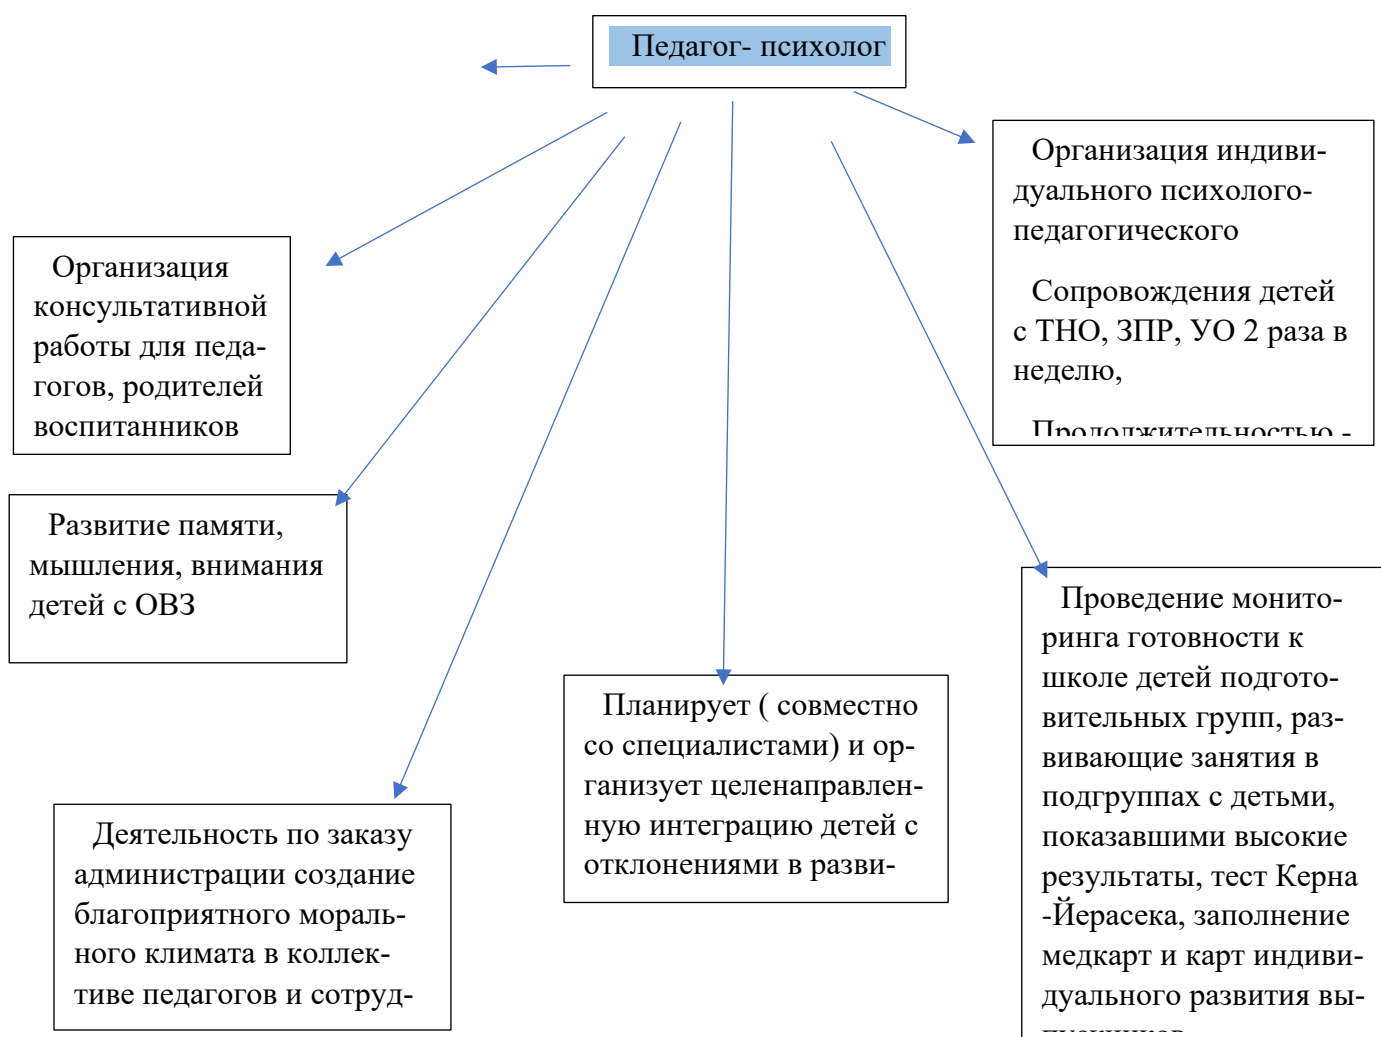 Педагог- психолог
Организация индиви-
дуального психолого-
педагогического
Сопровождения детей
с ТНО, ЗПР, УО 2 раза в
неделю,
Продолжительностью -
Организация
консультативной
работы для педа-
гогов, родителей
воспитанников
Развитие памяти,
мышления, внимания
детей с ОВЗ
Проведение монито-
ринга готовности к
школе детей подгото-
вительных групп, раз-
вивающие занятия в
подгруппах с детьми,
показавшими высокие
результаты, тест Керна
-Йерасека, заполнение
медкарт и карт индиви-
дуального развития вы-
Планирует ( совместно
со специалистами) и ор-
ганизует целенаправлен-
ную интеграцию детей с
отклонениями в разви-
Деятельность по заказу
администрации создание
благоприятного мораль-
ного климата в коллек-
тиве педагогов и сотруд-